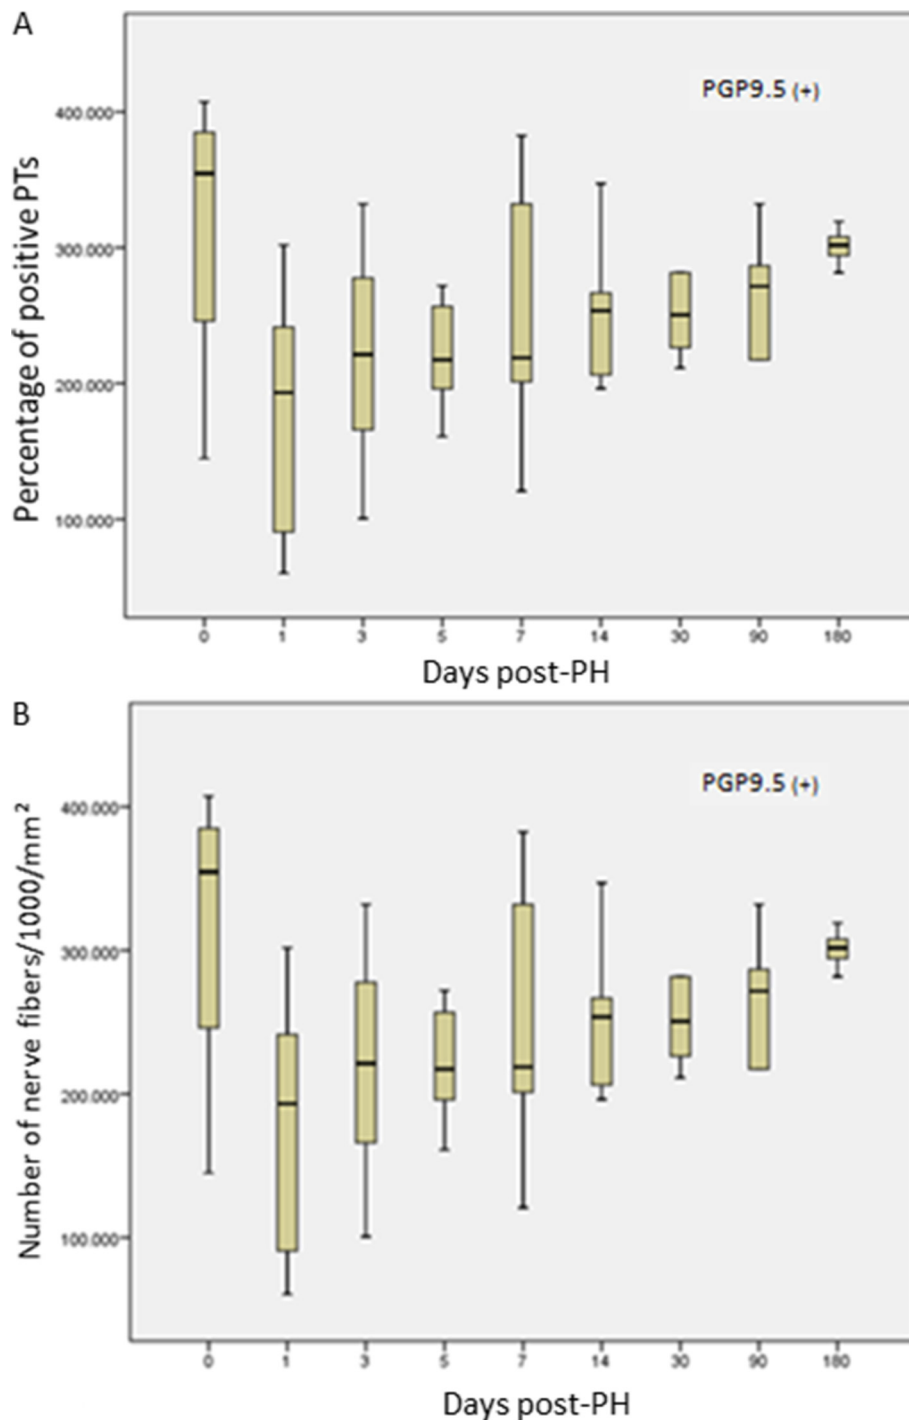 A
PGP9.5 (+)
Percentage of positive PTs
400.000
300.000
200.000
100.000
0 1 3 5 7 14 30 90 180
Days post-PH
B
PGP9.5 (+)
Number of nerve fibers/1000/mm²
400.000
300.000
200.000
100.000
0 1 3 5 7 14 30 90 180
Days post-PH